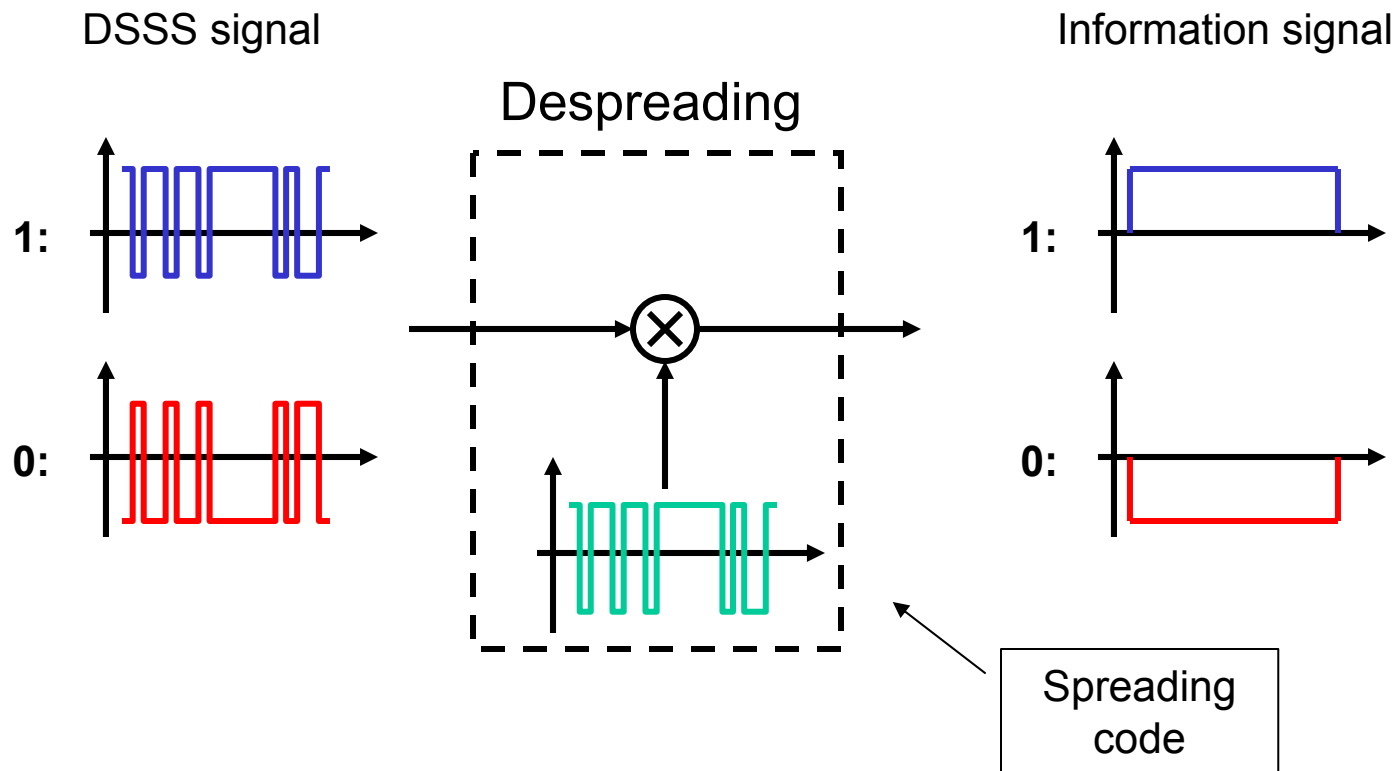 DSSS signal
Information signal
Despreading
1:
1:
0:
0:
Spreading
code